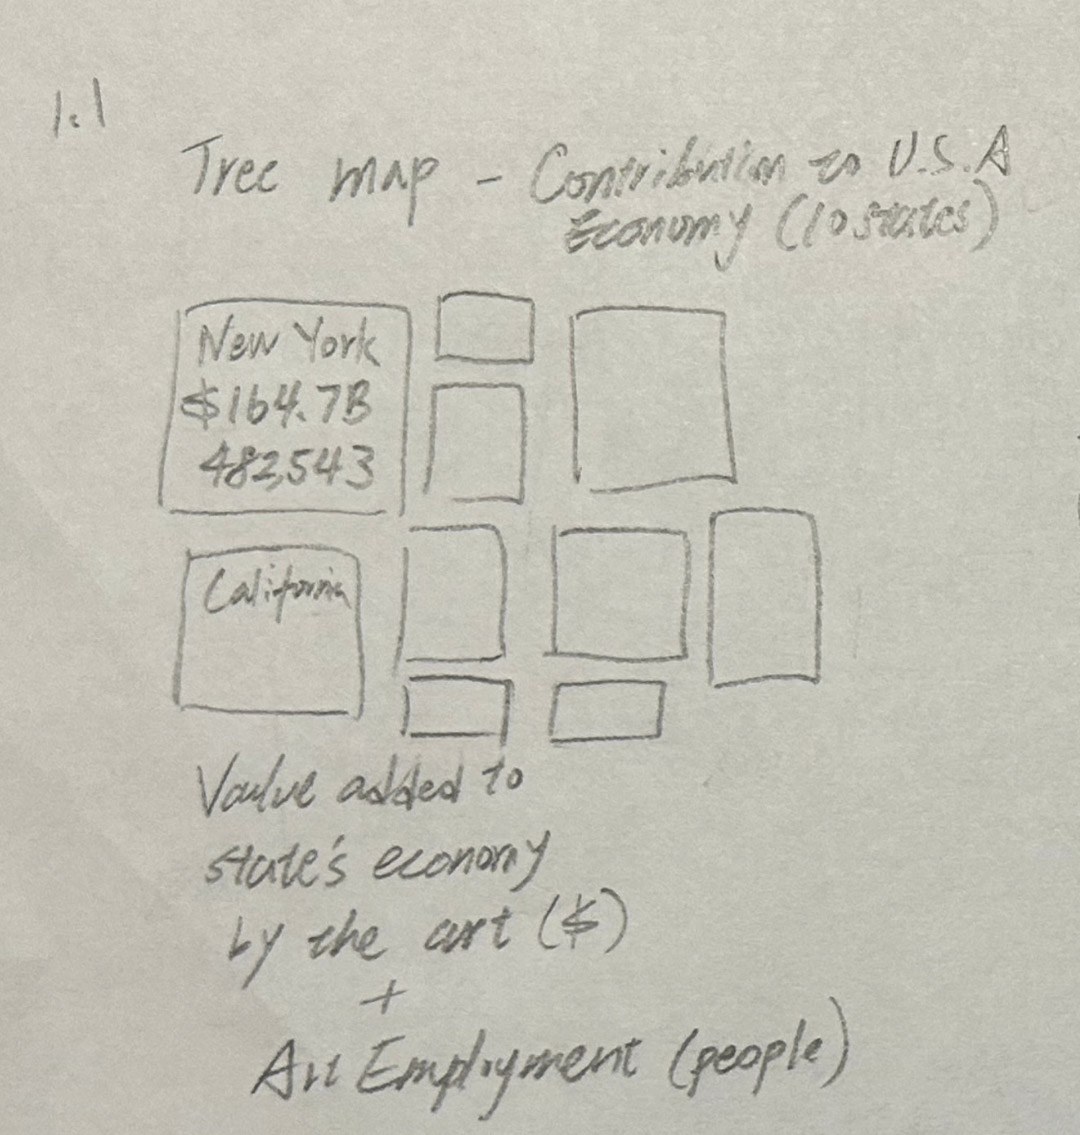 1.1
Tree map - Contribution to U.S.A
Economy (10 states)
New York
$164.7B
482,543
California
Vaulue added to
state's economy
by the art ($)
+
Art Employment (people)